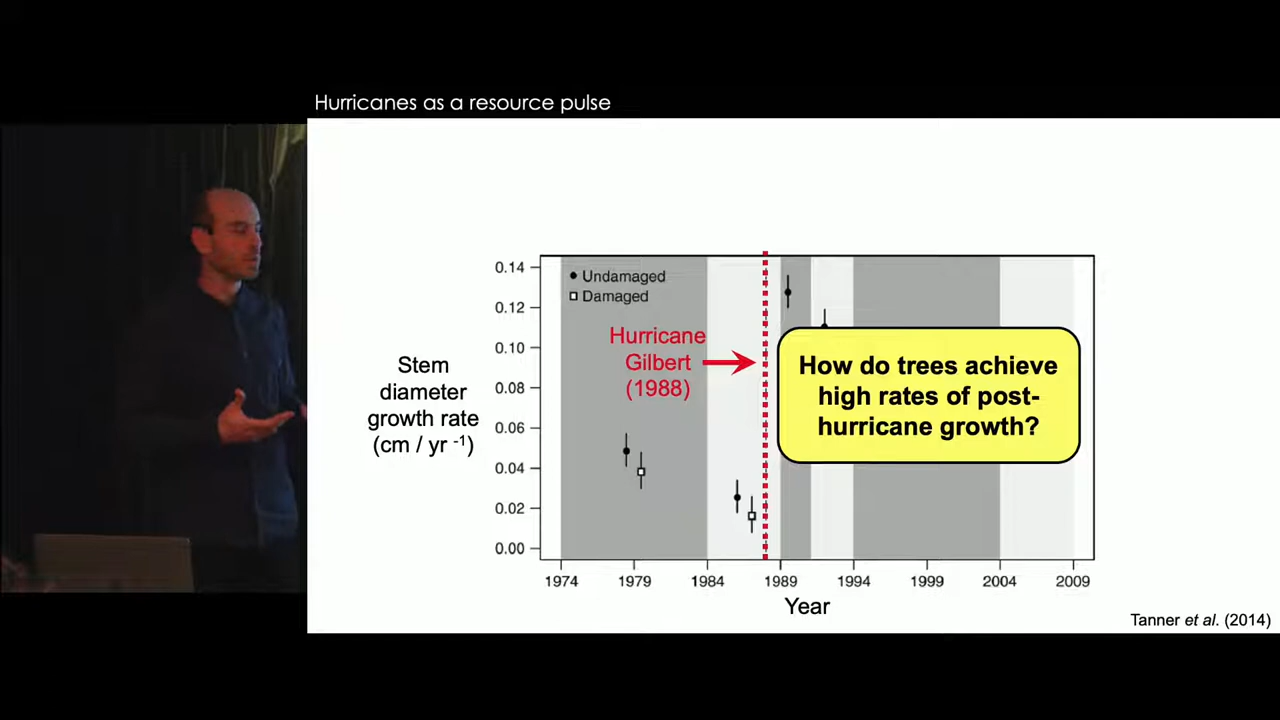 Hurricanes as a resource pulse
0.14
0.12
0.10
0.08
0.06
0.04
0.02
0.00
Undamaged
Damaged
Hurricane
Gilbert
(1988)
Stem
diameter
growth rate
(cm / yr -1)
How do trees achieve
high rates of post-
hurricane growth?
1974 1979 1984 1989 1994 1999 2004 2009
Year
Tanner et al. (2014)